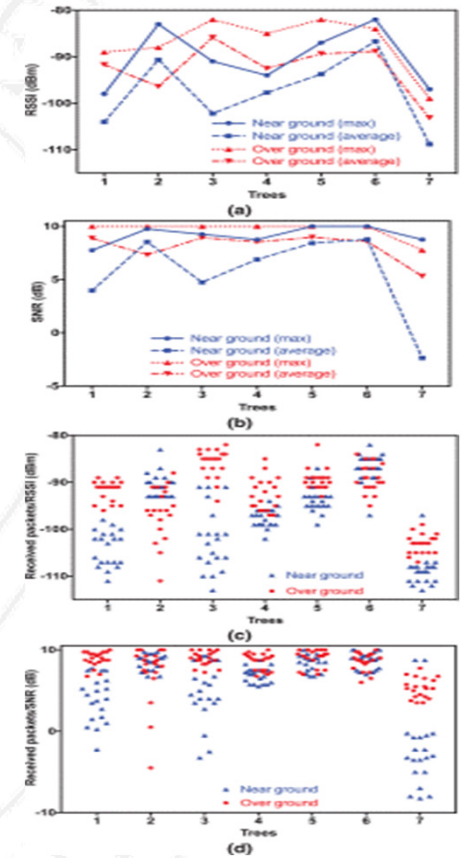 -80
-90
-100
-110
RSSI (dBm)
Near ground (max)
Near ground (average)
Over ground (max)
Over ground (average)
1 2 3 4 5 6 7
Trees
(a)
10
5
0
-5
SNR (dB)
Near ground (max)
Near ground (average)
Over ground (max)
Over ground (average)
1 2 3 4 5 6 7
Trees
(b)
-80
-90
-100
-110
Received packets/RSSI (dBm)
Near ground
Over ground
1 2 3 4 5 6 7
Trees
(c)
10
0
-10
Received packets/SNR (dB)
Near ground
Over ground
1 2 3 4 5 6 7
Trees
(d)